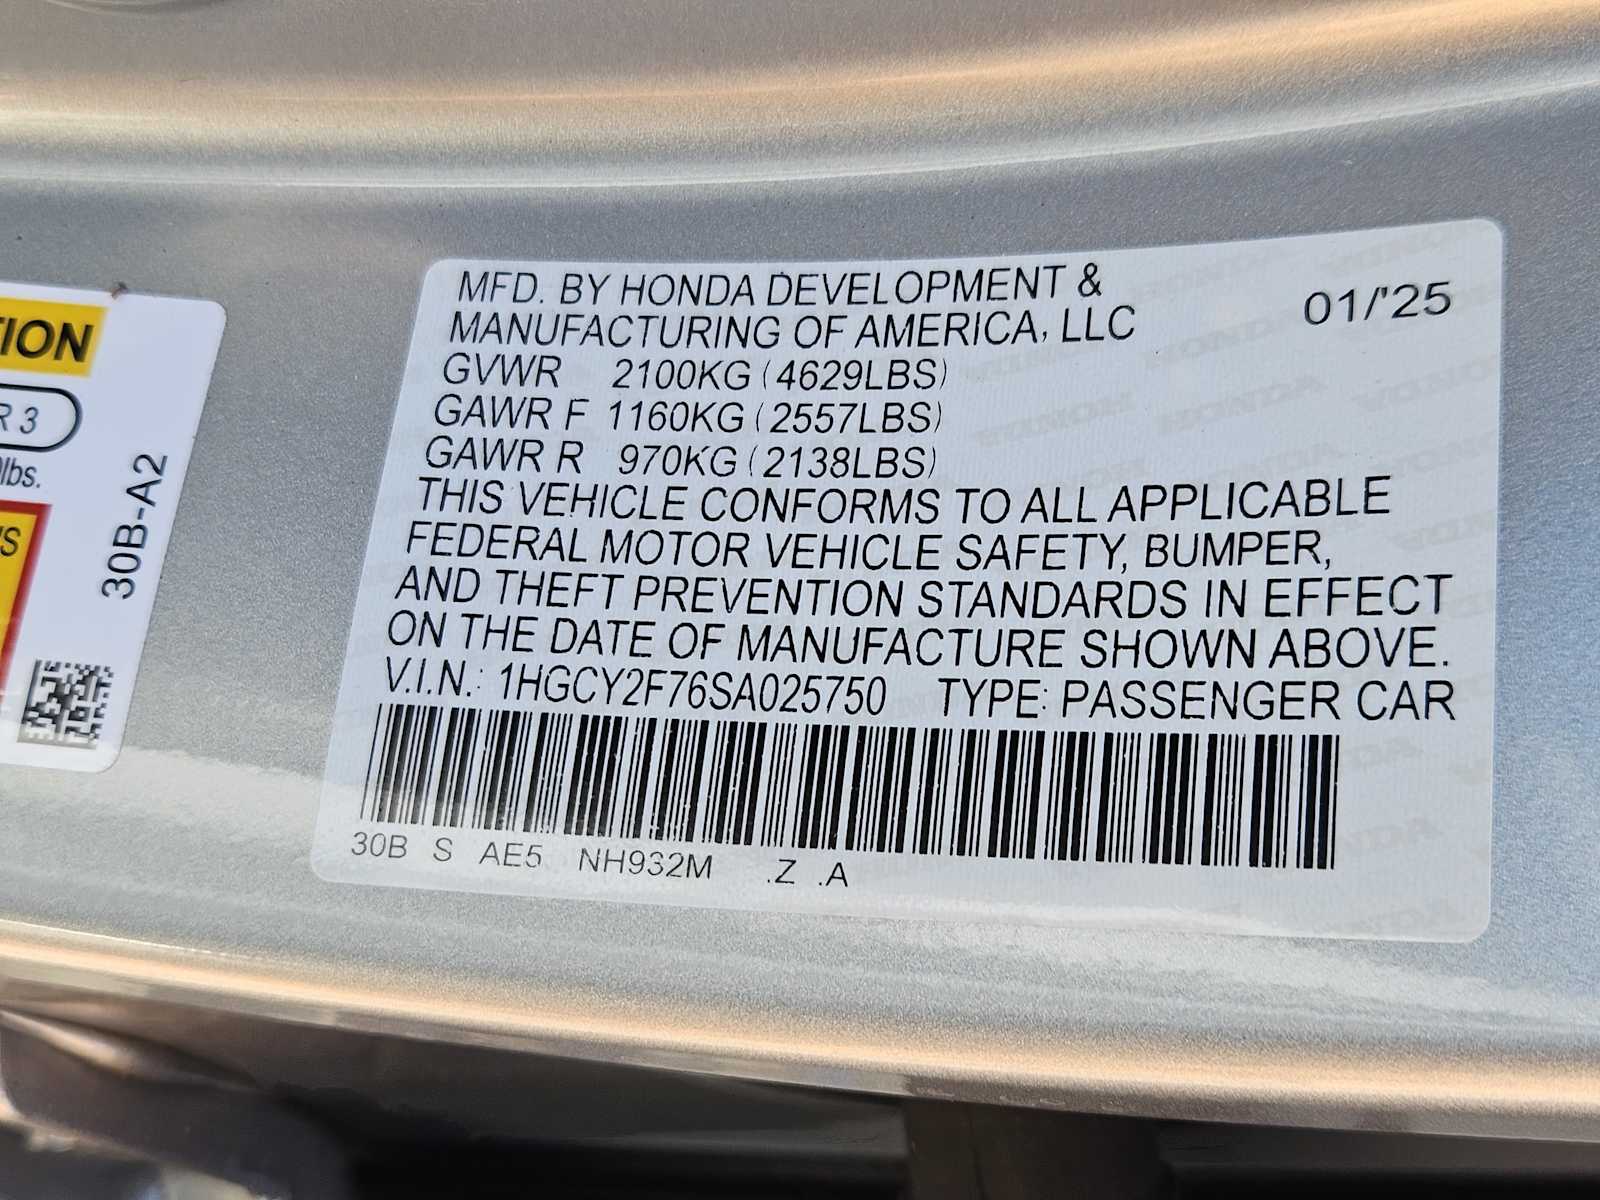 TION
R 3
lbs.
30B-A2
MFD. BY HONDA DEVELOPMENT &
MANUFACTURING OF AMERICA, LLC
01/'25
GVWR 2100KG (4629LBS)
GAWR F 1160KG (2557LBS)
GAWR R 970KG (2138LBS)
THIS VEHICLE CONFORMS TO ALL APPLICABLE
FEDERAL MOTOR VEHICLE SAFETY, BUMPER,
AND THEFT PREVENTION STANDARDS IN EFFECT
ON THE DATE OF MANUFACTURE SHOWN ABOVE.
V.I.N.: 1HGCY2F76SA025750 TYPE: PASSENGER CAR
30B S AE5 NH932M .Z .A